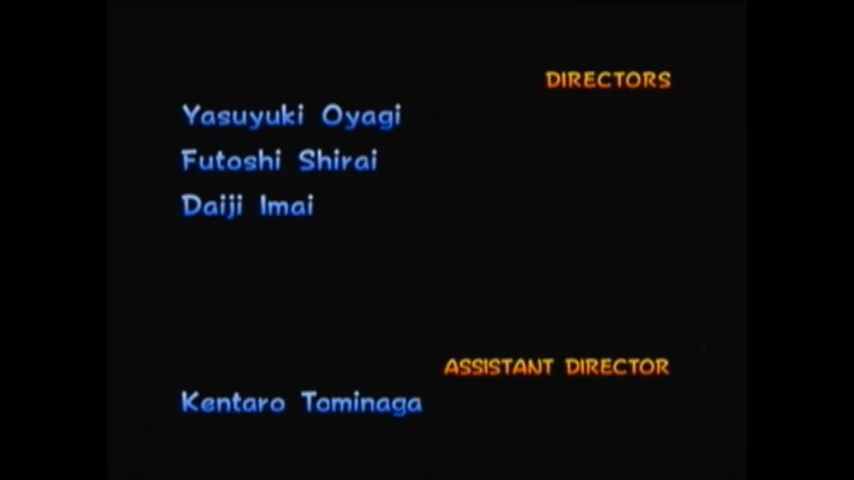 DIRECTORS
Yasuyuki Oyagi
Futoshi Shirai
Daiji Imai
ASSISTANT DIRECTOR
Kentaro Tominaga